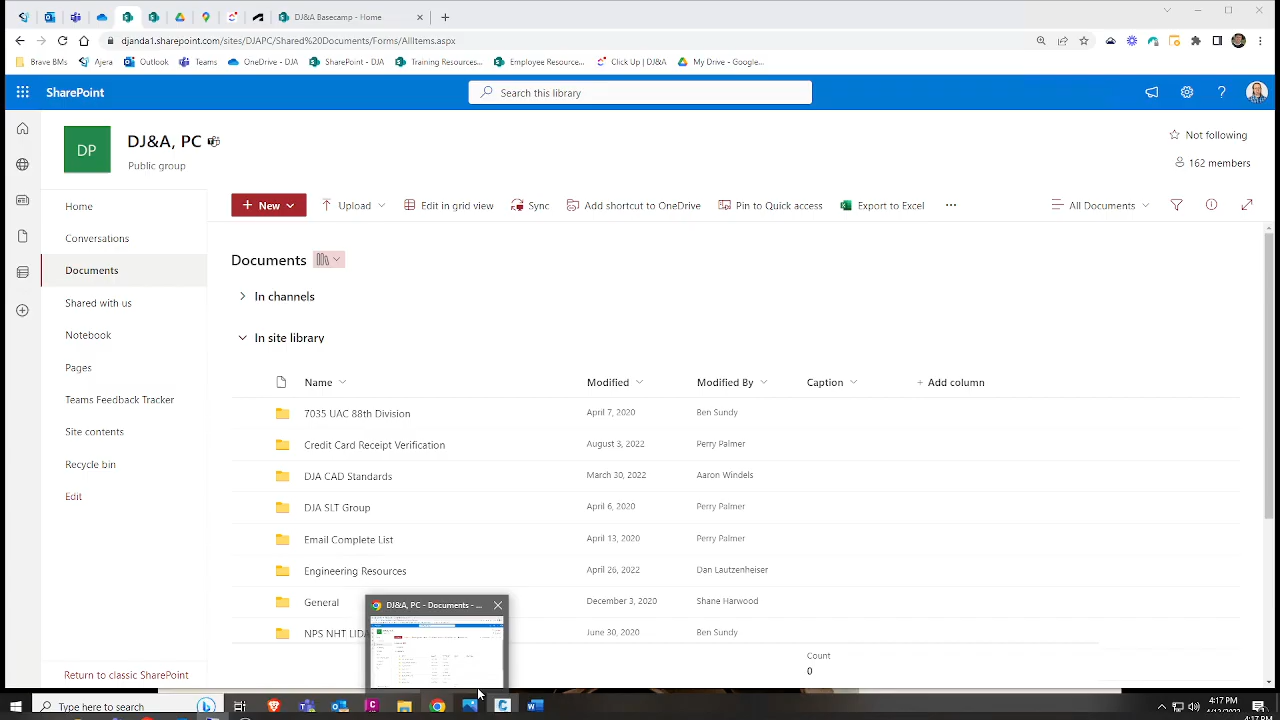 DJ&A Basecamp - Home
djanda1.sharepoint.com/sites/DJAPC/Shared%20Documents/Forms/AllItems.aspx
Brave BMs Ajera Outlook Teams OneDrive - DJA SharePoint - DJA Training Resources... Employee Resource... Click Up | DJ&A My Drive - Google...
SharePoint
Search this library
DP
DJ&A, PC
Public group
Not following
162 members
Home
Conversations
Documents
Shared with us
Notebook
Pages
Teams Feedback Tracker
Site contents
Recycle bin
Edit
Return to classic SharePoint
New Upload Edit in grid view Sync Add shortcut to OneDrive Pin to Quick access Export to Excel ... All Documents
Documents
In channels
In site library
Name Modified Modified By Caption Add column
7035 UAC 88th Division April 7, 2020 Ben Sundy
Credit Card Receipt Verification August 3, 2022 Perry Palmer
DJA CAD Standards March 30, 2022 Aaron Windels
DJA SLT Group April 6, 2020 Perry Palmer
Email Complete List April 13, 2020 Perry Palmer
Engineering Resources April 26, 2022 Dan Lautzenheiser
General December 3, 2020 Shane Harwood
NPS NHT LIDA June 30, 2020 Ben Sundy
Count
0
DJ&A, PC - Documents - ...
Type here to search
4:17 PM